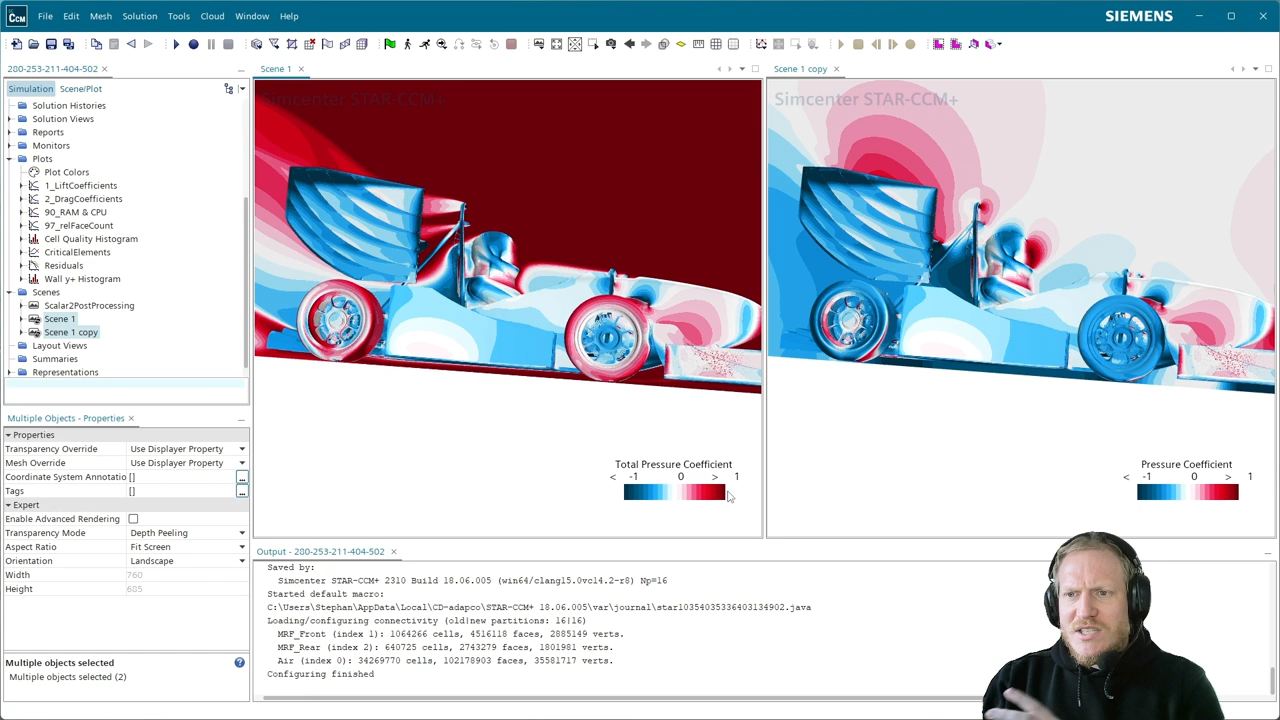 CCM File Edit Mesh Solution Tools Cloud Window Help SIEMENS
280-253-211-404-502
Simulation Scene/Plot
Solution Histories
Solution Views
Reports
Monitors
Plots
Plot Colors
1_LiftCoefficients
2_DragCoefficients
90_RAM & CPU
97_relFaceCount
Cell Quality Histogram
CriticalElements
Residuals
Wall y+ Histogram
Scenes
Scalar2PostProcessing
Scene 1
Scene 1 copy
Layout Views
Summaries
Representations
Multiple Objects - Properties
Properties
Transparency Override Use Displayer Property
Mesh Override Use Displayer Property
Coordinate System Annotatio [] ...
Tags [] ...
Expert
Enable Advanced Rendering
Transparency Mode Depth Peeling
Aspect Ratio Fit Screen
Orientation Landscape
Width 760
Height 685
Multiple objects selected ?
Multiple objects selected (2)
Scene 1
Simcenter STAR-CCM+
Total Pressure Coefficient
< -1 0 > 1
Scene 1 copy
Simcenter STAR-CCM+
Pressure Coefficient
< -1 0 > 1
Output - 280-253-211-404-502
Saved by:
Simcenter STAR-CCM+ 2310 Build 18.06.005 (win64/clang15.0vc14.2-r8) Np=16
Started default macro:
C:\Users\Stephan\AppData\Local\CD-adapco\STAR-CCM+ 18.06.005\var\journal\star10354035336403134902.java
Loading/configuring connectivity (old|new partitions: 16|16)
MRF_Front (index 1): 1064266 cells, 4516118 faces, 2885149 verts.
MRF_Rear (index 2): 640725 cells, 2743279 faces, 1801981 verts.
Air (index 0): 34269770 cells, 102178903 faces, 35581717 verts.
Configuring finished